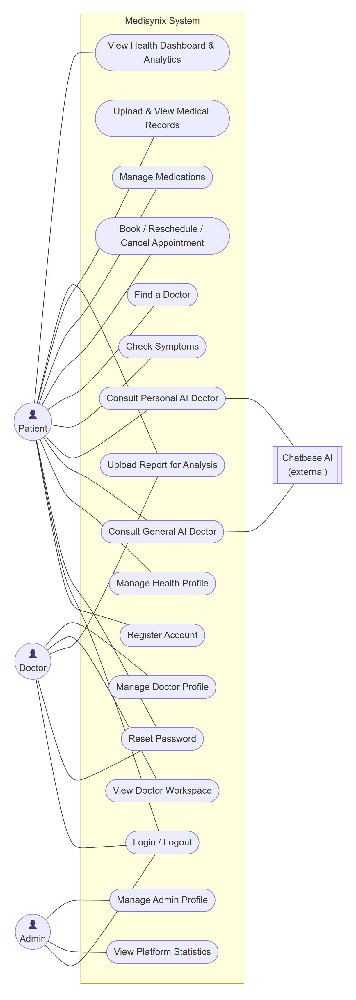 Medisynix System
View Health Dashboard &
Analytics
Upload & View Medical
Records
Manage Medications
Book / Reschedule /
Cancel Appointment
Find a Doctor
Check Symptoms
Consult Personal AI Doctor
Patient
Chatbase AI
(external)
Upload Report for Analysis
Consult General AI Doctor
Manage Health Profile
Register Account
Doctor
Manage Doctor Profile
Reset Password
View Doctor Workspace
Login / Logout
Manage Admin Profile
Admin
View Platform Statistics